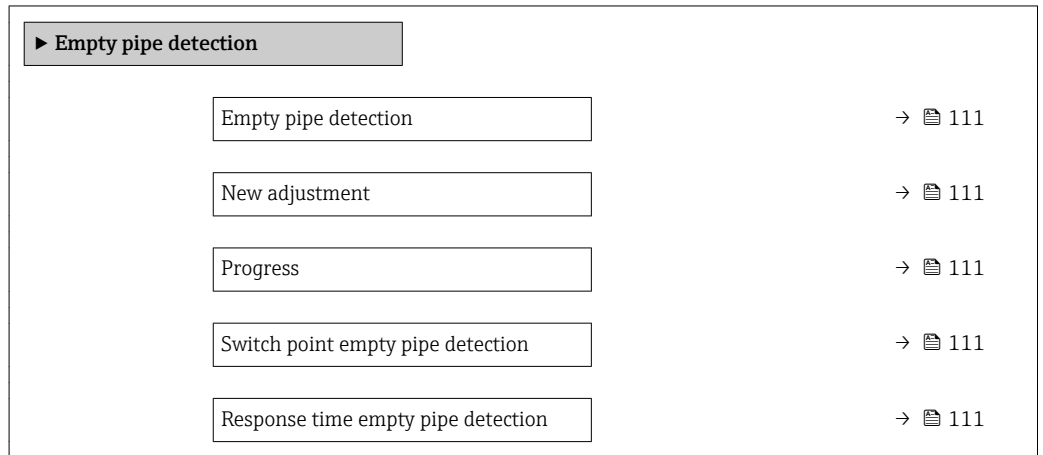 ▶ Empty pipe detection
Empty pipe detection → 111
New adjustment → 111
Progress → 111
Switch point empty pipe detection → 111
Response time empty pipe detection → 111